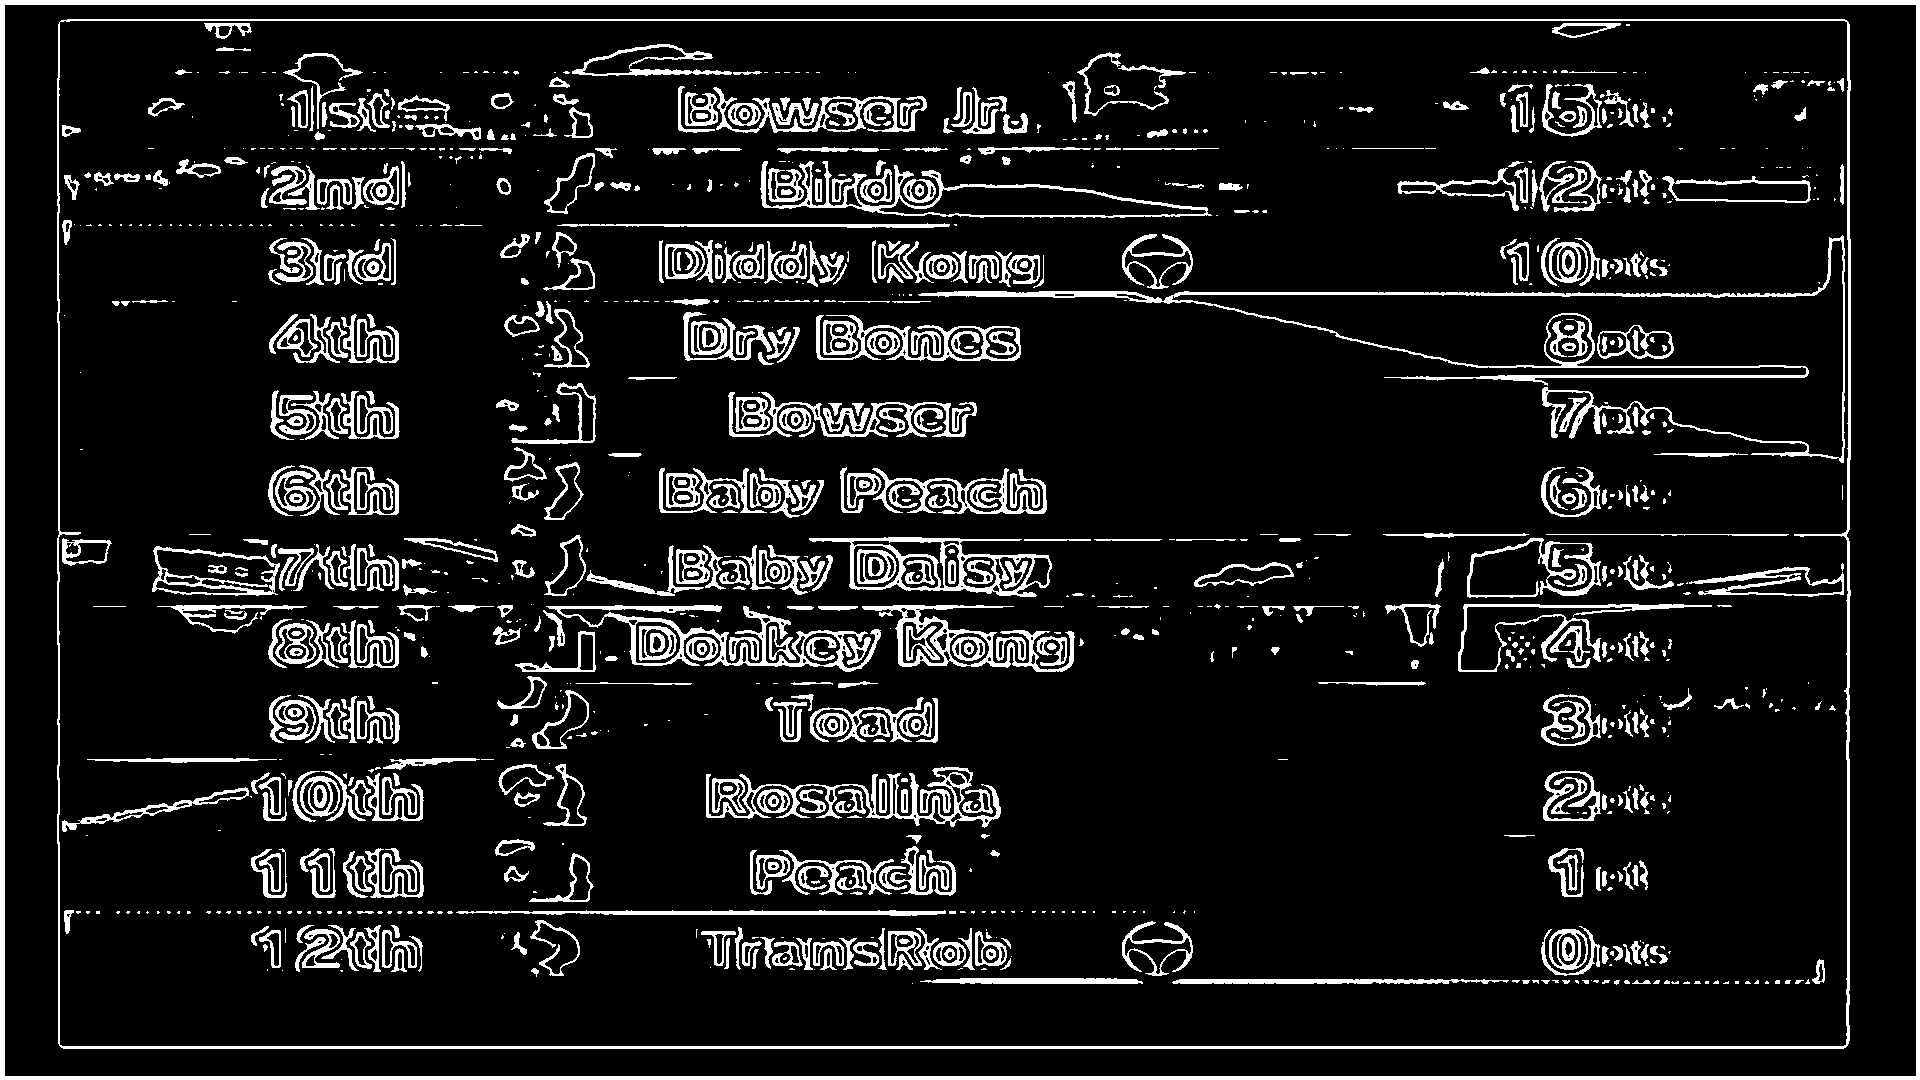 1st Bowser Jr. 15pts
2nd Birdo 12pts
3rd Diddy Kong 10pts
4th Dry Bones 8pts
5th Bowser 7pts
6th Baby Peach 6pts
7th Baby Daisy 5pts
8th Donkey Kong 4pts
9th Toad 3pts
10th Rosalina 2pts
11th Peach 1pt
12th TransRob 0pts